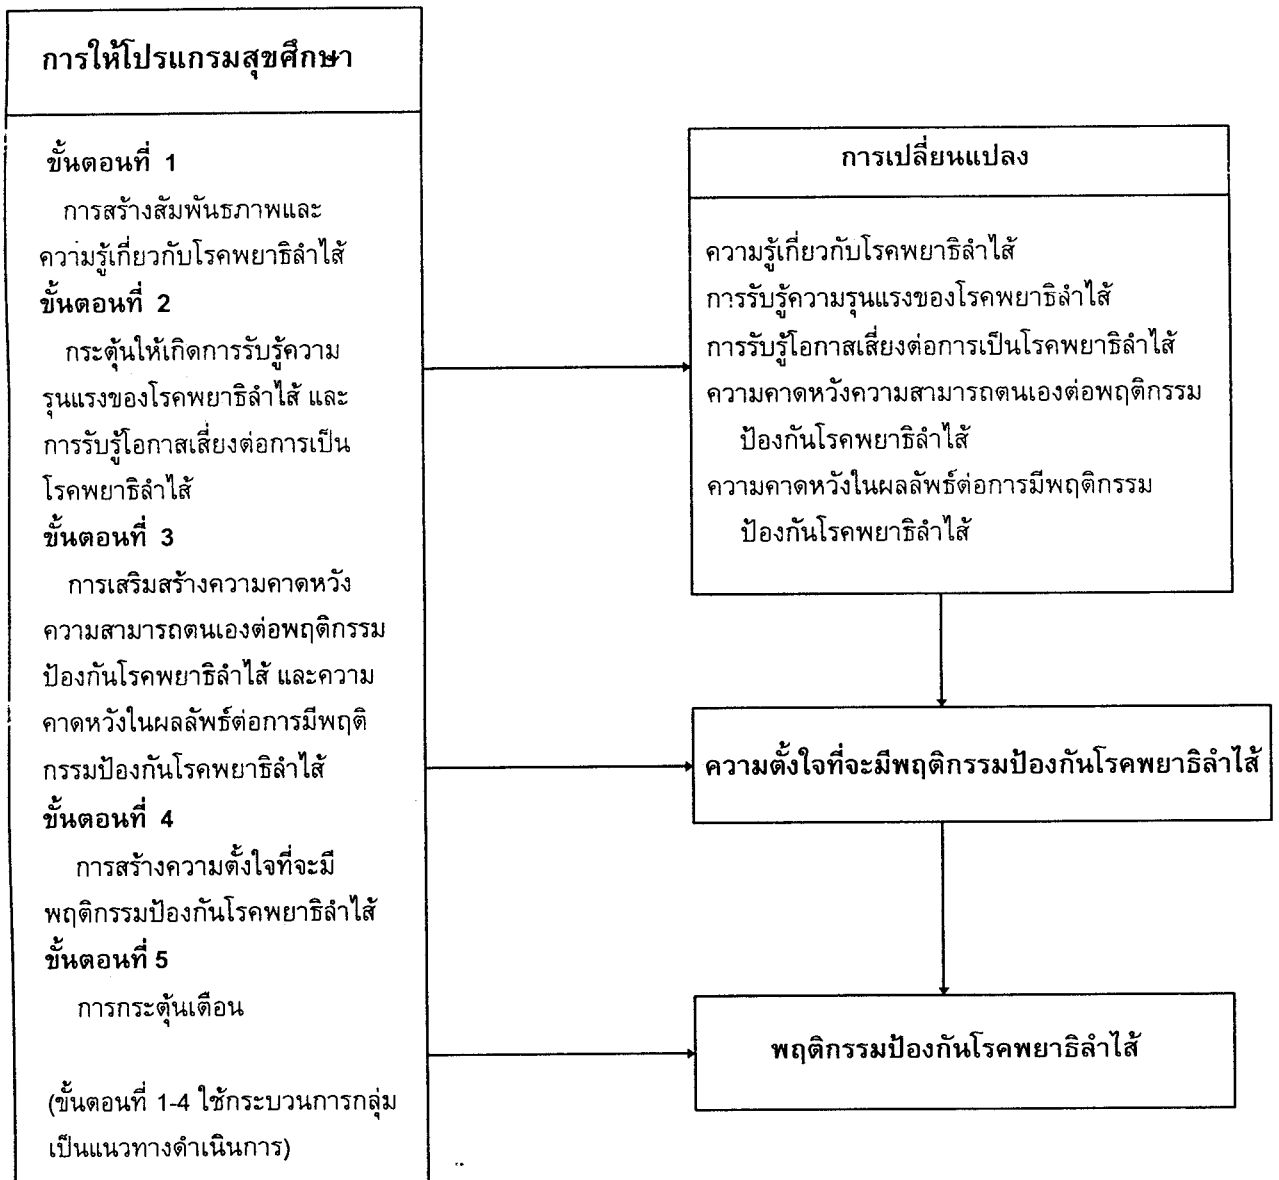 การให้โปรแกรมสุขศึกษา
ขั้นตอนที่ 1
การสร้างสัมพันธภาพและ
ความรู้เกี่ยวกับโรคพยาธิลำไส้
ขั้นตอนที่ 2
กระตุ้นให้เกิดการรับรู้ความ
รุนแรงของโรคพยาธิลำไส้ และ
การรับรู้โอกาสเสี่ยงต่อการเป็น
โรคพยาธิลำไส้
ขั้นตอนที่ 3
การเสริมสร้างความคาดหวัง
ความสามารถตนเองต่อพฤติกรรม
ป้องกันโรคพยาธิลำไส้ และความ
คาดหวังในผลลัพธ์ต่อการมีพฤติ
กรรมป้องกันโรคพยาธิลำไส้
ขั้นตอนที่ 4
การสร้างความตั้งใจที่จะมี
พฤติกรรมป้องกันโรคพยาธิลำไส้
ขั้นตอนที่ 5
การกระตุ้นเตือน
(ขั้นตอนที่ 1-4 ใช้กระบวนการกลุ่ม
เป็นแนวทางดำเนินการ)
การเปลี่ยนแปลง
ความรู้เกี่ยวกับโรคพยาธิลำไส้
การรับรู้ความรุนแรงของโรคพยาธิลำไส้
การรับรู้โอกาสเสี่ยงต่อการเป็นโรคพยาธิลำไส้
ความคาดหวังความสามารถตนเองต่อพฤติกรรม
ป้องกันโรคพยาธิลำไส้
ความคาดหวังในผลลัพธ์ต่อการมีพฤติกรรม
ป้องกันโรคพยาธิลำไส้
ความตั้งใจที่จะมีพฤติกรรมป้องกันโรคพยาธิลำไส้
พฤติกรรมป้องกันโรคพยาธิลำไส้